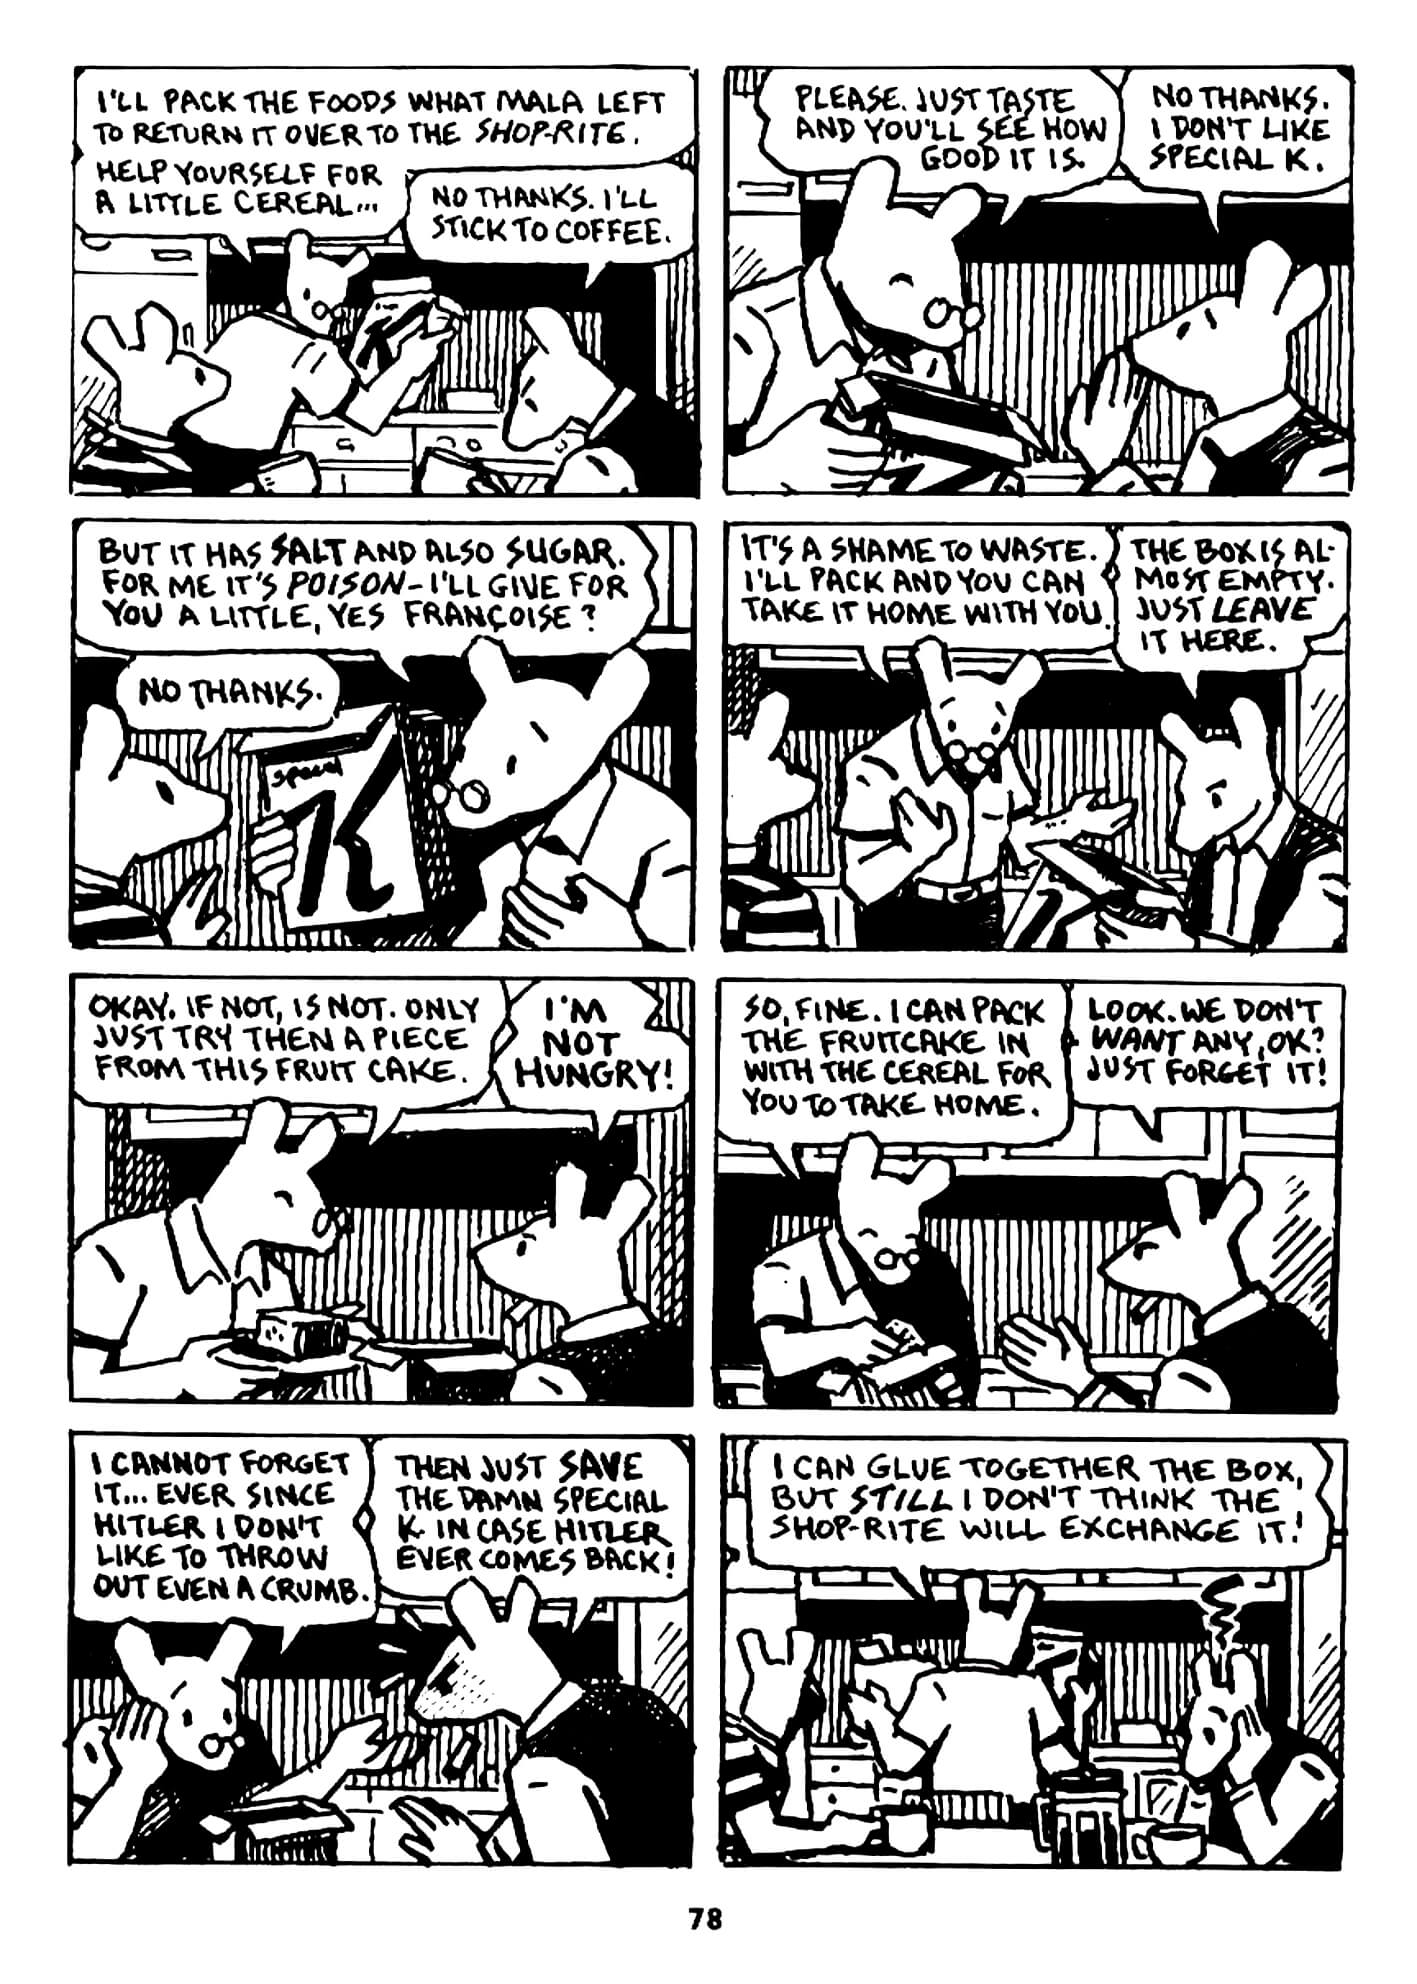 I'LL PACK THE FOODS WHAT MALA LEFT
TO RETURN IT OVER TO THE SHOP-RITE.
HELP YOURSELF FOR
A LITTLE CEREAL...
NO THANKS. I'LL
STICK TO COFFEE.
K
PLEASE. JUST TASTE
AND YOU'LL SEE HOW
GOOD IT IS.
NO THANKS.
I DON'T LIKE
SPECIAL K.
BUT IT HAS SALT AND ALSO SUGAR.
FOR ME IT'S POISON-I'LL GIVE FOR
YOU A LITTLE, YES FRANÇOISE?
NO THANKS.
Special
K
IT'S A SHAME TO WASTE.
I'LL PACK AND YOU CAN
TAKE IT HOME WITH YOU.
THE BOX IS AL-
MOST EMPTY.
JUST LEAVE
IT HERE.
OKAY. IF NOT, IS NOT. ONLY
JUST TRY THEN A PIECE
FROM THIS FRUIT CAKE.
I'M
NOT
HUNGRY!
SO, FINE. I CAN PACK
THE FRUITCAKE IN
WITH THE CEREAL FOR
YOU TO TAKE HOME.
LOOK. WE DON'T
WANT ANY, OK?
JUST FORGET IT!
I CANNOT FORGET
IT... EVER SINCE
HITLER I DON'T
LIKE TO THROW
OUT EVEN A CRUMB.
THEN JUST SAVE
THE DAMN SPECIAL
K IN CASE HITLER
EVER COMES BACK!
I CAN GLUE TOGETHER THE BOX,
BUT STILL I DON'T THINK THE
SHOP-RITE WILL EXCHANGE IT!
78